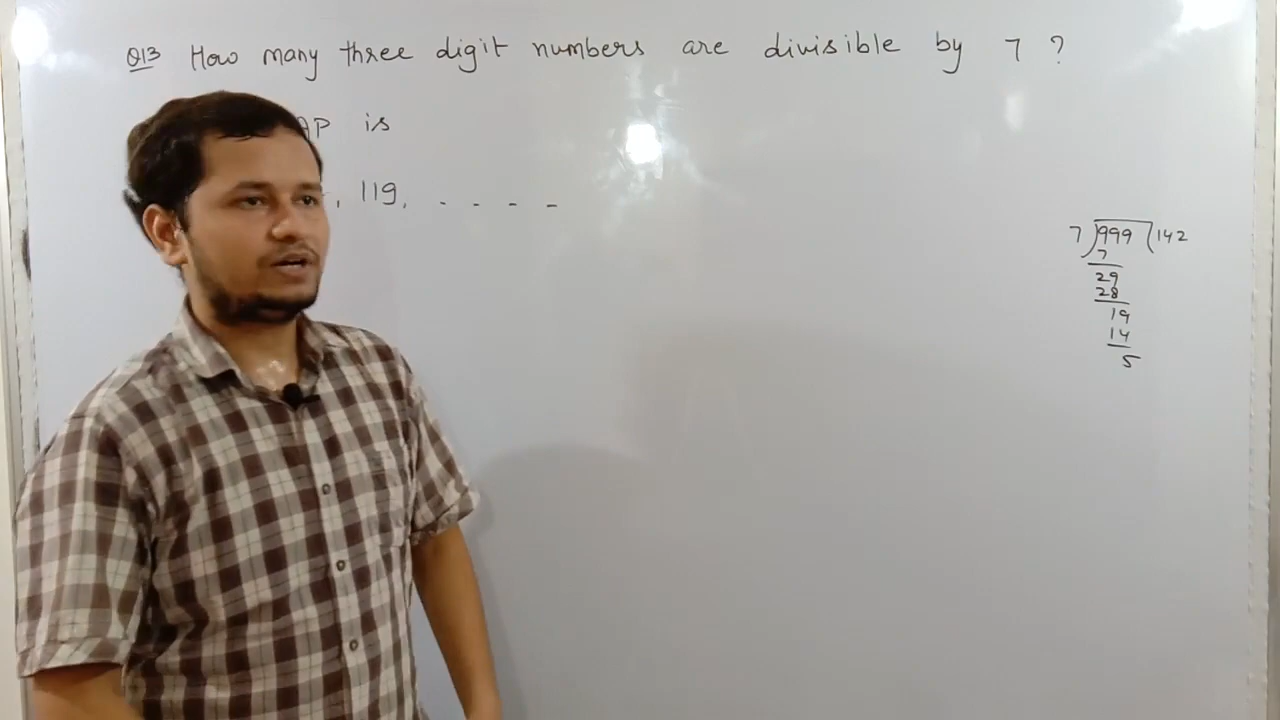 Q13 How many three digit numbers are divisible by 7 ?
AP is
, 119, - - - -
7 ) 999 ( 142
7
29
28
19
14
5